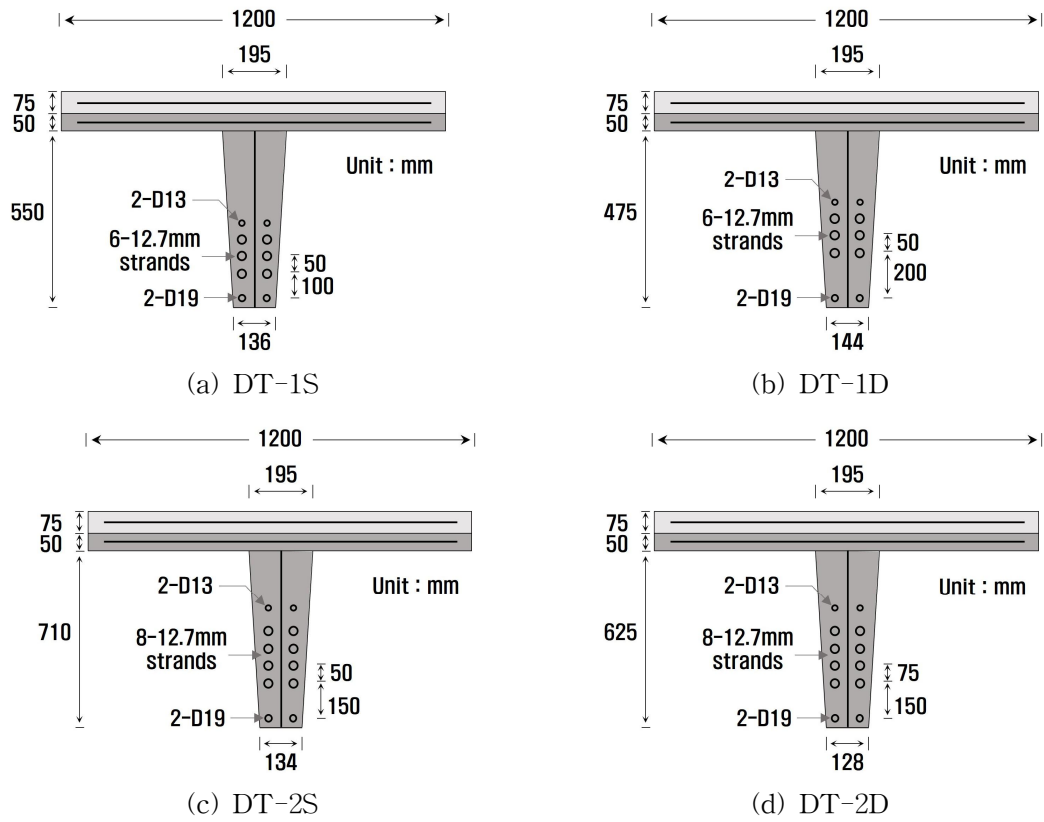 1200
195
75
50
Unit : mm
550
2-D13
6-12.7mm
strands
50
100
2-D19
136
(a) DT-1S
1200
195
75
50
Unit : mm
475
2-D13
6-12.7mm
strands
50
200
2-D19
144
(b) DT-1D
1200
195
75
50
Unit : mm
710
2-D13
8-12.7mm
strands
50
150
2-D19
134
(c) DT-2S
1200
195
75
50
Unit : mm
625
2-D13
8-12.7mm
strands
75
150
2-D19
128
(d) DT-2D